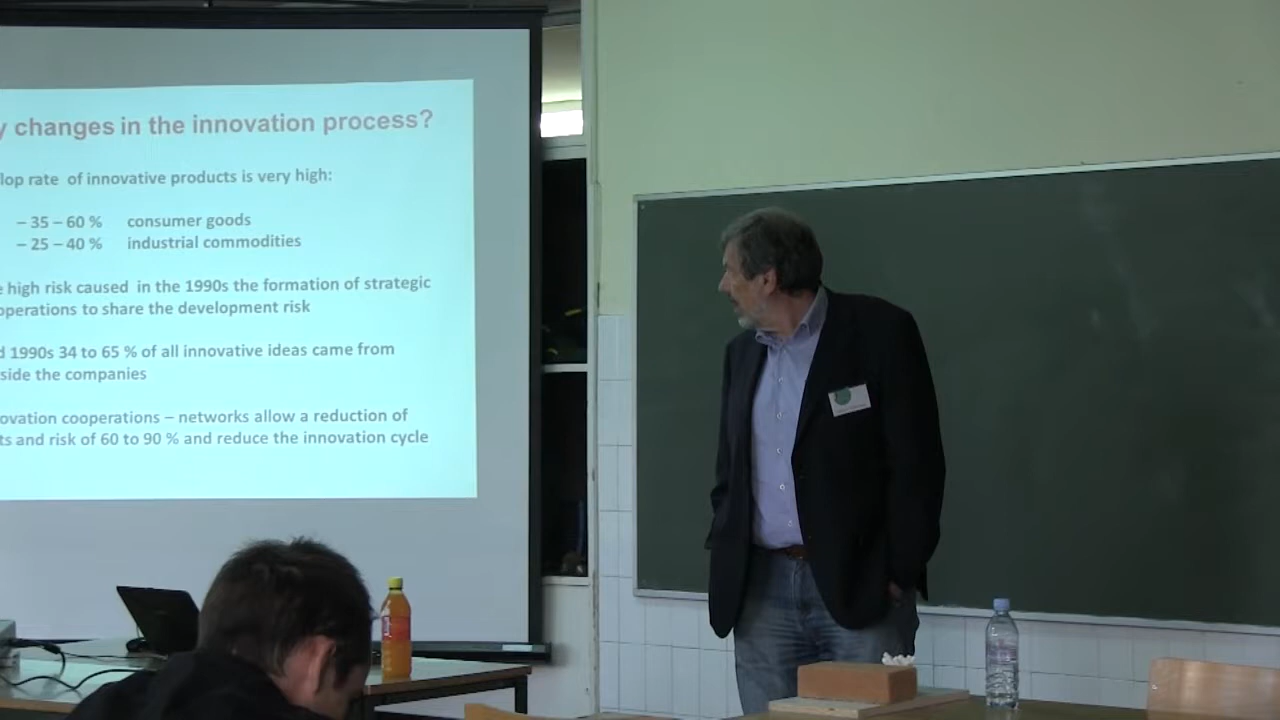 y changes in the innovation process?
lop rate of innovative products is very high:
– 35 – 60 % consumer goods
– 25 – 40 % industrial commodities
e high risk caused in the 1990s the formation of strategic
operations to share the development risk
d 1990s 34 to 65 % of all innovative ideas came from
side the companies
ovation cooperations – networks allow a reduction of
ts and risk of 60 to 90 % and reduce the innovation cycle